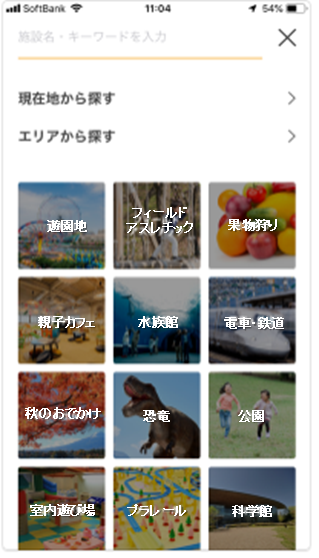 SoftBank 11:04 54%
施設名・キーワードを入力
現在地から探す
エリアから探す
遊園地
フィールド
アスレチック
果物狩り
親子カフェ
水族館
電車・鉄道
秋のおでかけ
恐竜
公園
室内遊び場
プラレール
科学館